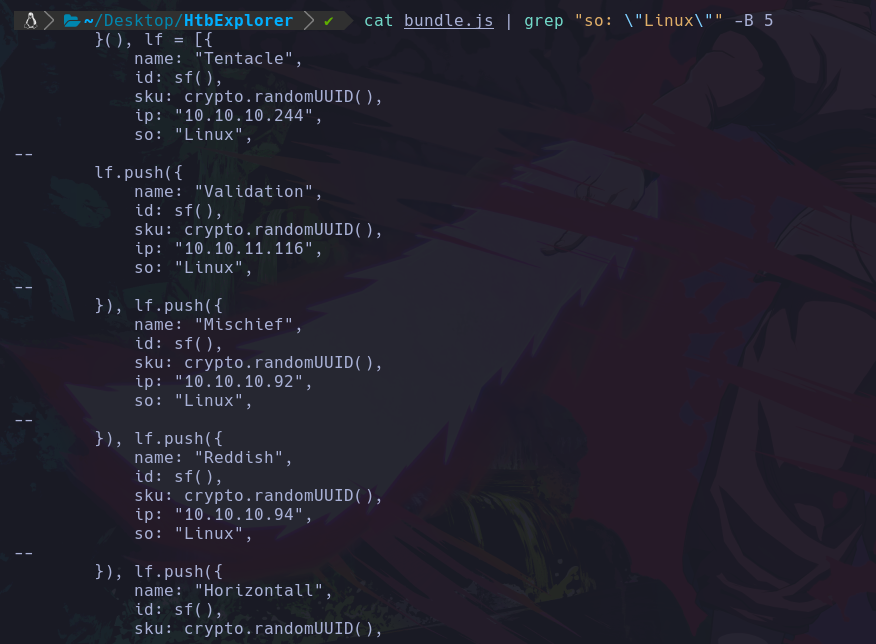 ~/Desktop/HtbExplorer ✔ cat bundle.js | grep "so: \"Linux\"" -B 5
}(), lf = [{
name: "Tentacle",
id: sf(),
sku: crypto.randomUUID(),
ip: "10.10.10.244",
so: "Linux",
--
lf.push({
name: "Validation",
id: sf(),
sku: crypto.randomUUID(),
ip: "10.10.11.116",
so: "Linux",
--
}), lf.push({
name: "Mischief",
id: sf(),
sku: crypto.randomUUID(),
ip: "10.10.10.92",
so: "Linux",
--
}), lf.push({
name: "Reddish",
id: sf(),
sku: crypto.randomUUID(),
ip: "10.10.10.94",
so: "Linux",
--
}), lf.push({
name: "Horizontall",
id: sf(),
sku: crypto.randomUUID(),